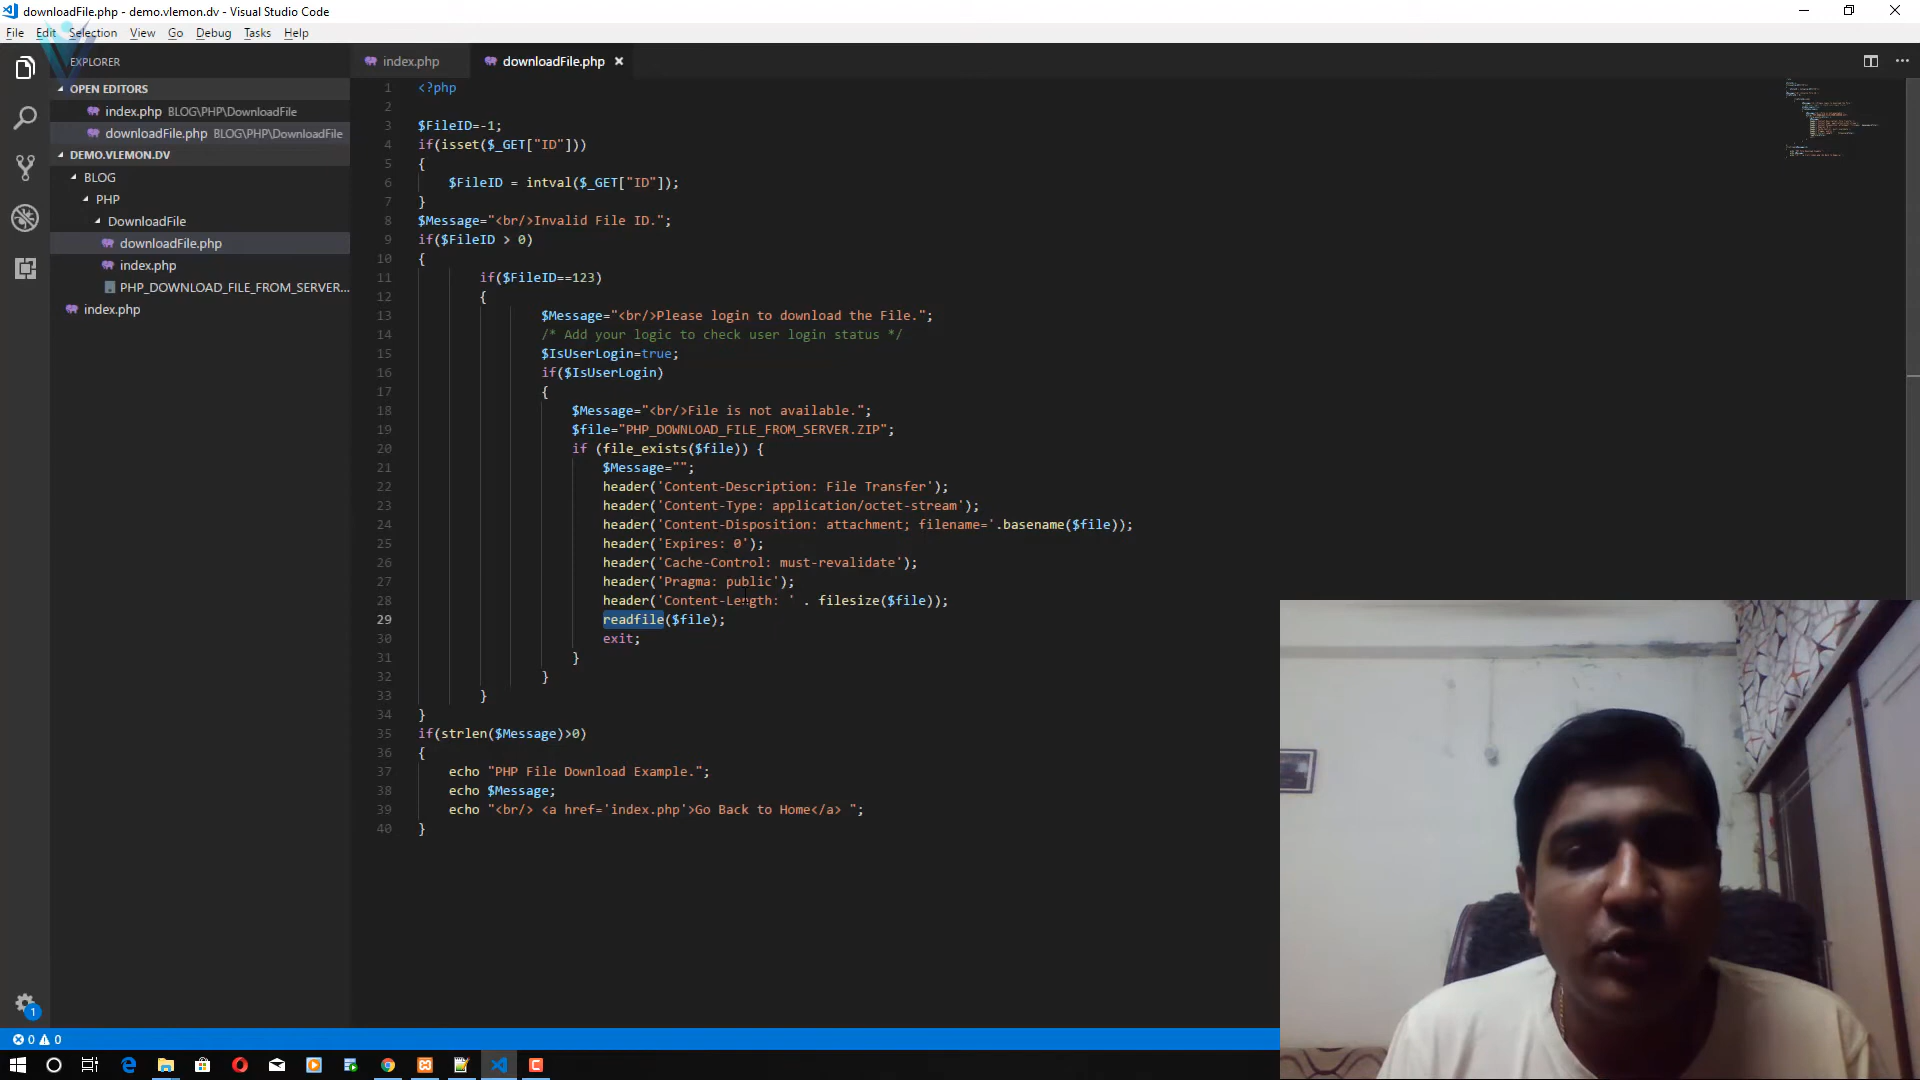 downloadFile.php - demo.vlemon.dv - Visual Studio Code
File Edit Selection View Go Debug Tasks Help
EXPLORER
OPEN EDITORS
index.php BLOG\PHP\DownloadFile
downloadFile.php BLOG\PHP\DownloadFile
DEMO.VLEMON.DV
BLOG
PHP
DownloadFile
downloadFile.php
index.php
PHP_DOWNLOAD_FILE_FROM_SERVER...
index.php
index.php downloadFile.php
1 <?php
2
3 $FileID=-1;
4 if(isset($_GET["ID"]))
5 {
6 $FileID = intval($_GET["ID"]);
7 }
8 $Message="<br/>Invalid File ID.";
9 if($FileID > 0)
10 {
11 if($FileID==123)
12 {
13 $Message="<br/>Please login to download the File.";
14 /* Add your logic to check user login status */
15 $IsUserLogin=true;
16 if($IsUserLogin)
17 {
18 $Message="<br/>File is not available.";
19 $file="PHP_DOWNLOAD_FILE_FROM_SERVER.ZIP";
20 if (file_exists($file)) {
21 $Message="";
22 header('Content-Description: File Transfer');
23 header('Content-Type: application/octet-stream');
24 header('Content-Disposition: attachment; filename='.basename($file));
25 header('Expires: 0');
26 header('Cache-Control: must-revalidate');
27 header('Pragma: public');
28 header('Content-Length: ' . filesize($file));
29 readfile($file);
30 exit;
31 }
32 }
33 }
34 }
35 if(strlen($Message)>0)
36 {
37 echo "PHP File Download Example.";
38 echo $Message;
39 echo "<br/> <a href='index.php'>Go Back to Home</a> ";
40 }
1
0 0